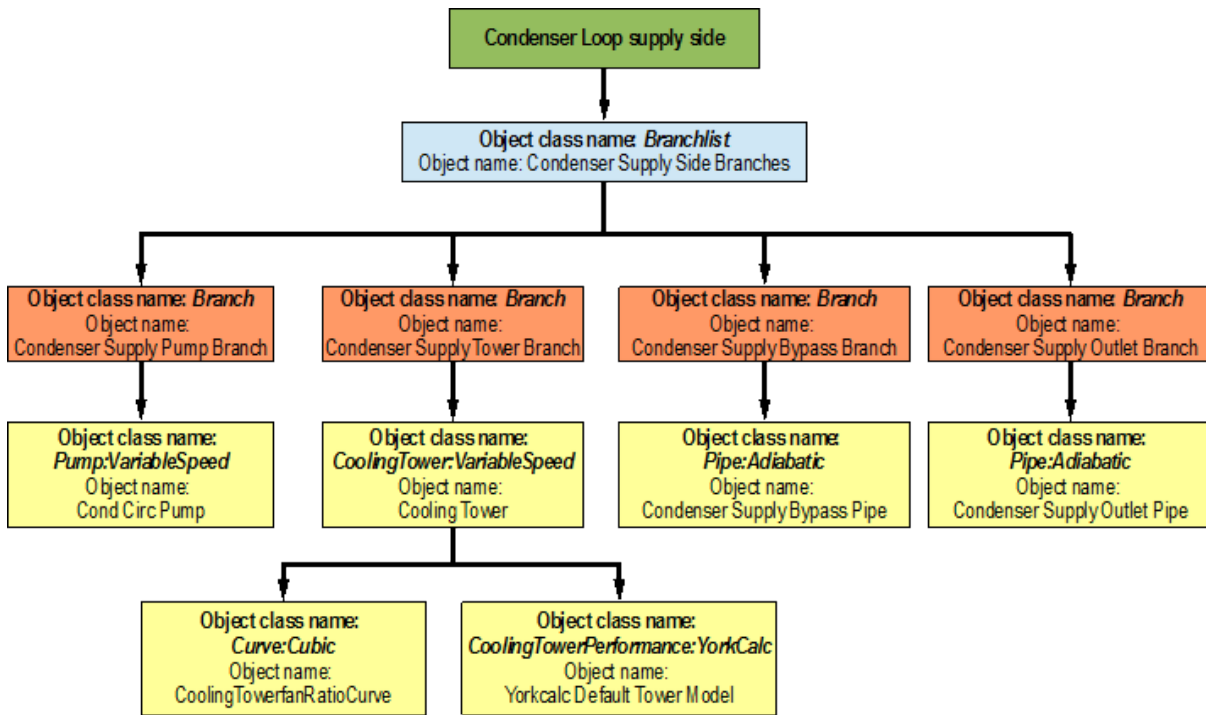 Condenser Loop supply side
Object class name: Branchlist
Object name: Condenser Supply Side Branches
Object class name: Branch
Object name:
Condenser Supply Pump Branch
Object class name: Branch
Object name:
Condenser Supply Tower Branch
Object class name: Branch
Object name:
Condenser Supply Bypass Branch
Object class name: Branch
Object name:
Condenser Supply Outlet Branch
Object class name:
Pump:VariableSpeed
Object name:
Cond Circ Pump
Object class name:
CoolingTower:VariableSpeed
Object name:
Cooling Tower
Object class name:
Pipe:Adiabatic
Object name:
Condenser Supply Bypass Pipe
Object class name:
Pipe:Adiabatic
Object name:
Condenser Supply Outlet Pipe
Object class name:
Curve:Cubic
Object name:
CoolingTowerfanRatioCurve
Object class name:
CoolingTowerPerformance:YorkCalc
Object name:
Yorkcalc Default Tower Model